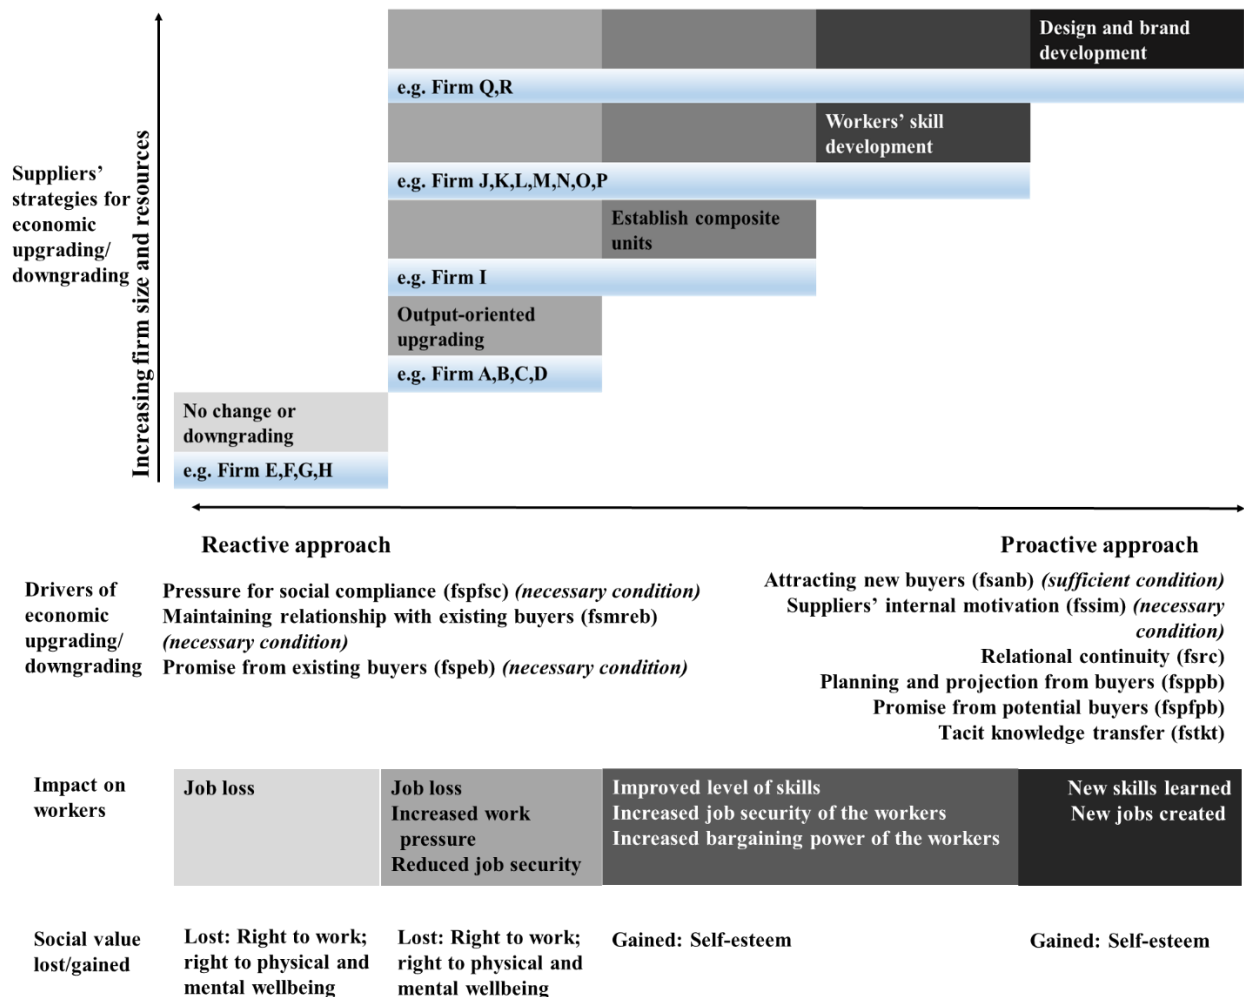 Design and brand
development
e.g. Firm Q,R
Workers’ skill
development
e.g. Firm J,K,L,M,N,O,P
Establish composite
units
e.g. Firm I
Output-oriented
upgrading
e.g. Firm A,B,C,D
No change or
downgrading
e.g. Firm E,F,G,H
Suppliers’
strategies for
economic
upgrading/
downgrading
Increasing firm size and resources
Reactive approach
Proactive approach
Drivers of
economic
upgrading/
downgrading
Pressure for social compliance (fspfsc) (necessary condition)
Maintaining relationship with existing buyers (fsmreb)
(necessary condition)
Promise from existing buyers (fspeb) (necessary condition)
Attracting new buyers (fsanb) (sufficient condition)
Suppliers’ internal motivation (fssim) (necessary
condition)
Relational continuity (fsrc)
Planning and projection from buyers (fsppb)
Promise from potential buyers (fspfpb)
Tacit knowledge transfer (fstkt)
Impact on
workers
Job loss
Job loss
Increased work
pressure
Reduced job security
Improved level of skills
Increased job security of the workers
Increased bargaining power of the workers
New skills learned
New jobs created
Social value
lost/gained
Lost: Right to work;
right to physical and
mental wellbeing
Lost: Right to work;
right to physical and
mental wellbeing
Gained: Self-esteem
Gained: Self-esteem